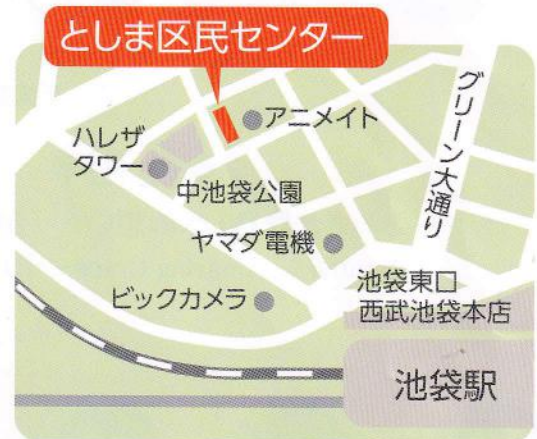 としま区民センター
グリーン大通り
アニメイト
ハレザ
タワー
中池袋公園
ヤマダ電機
ビックカメラ
池袋東口
西武池袋本店
池袋駅